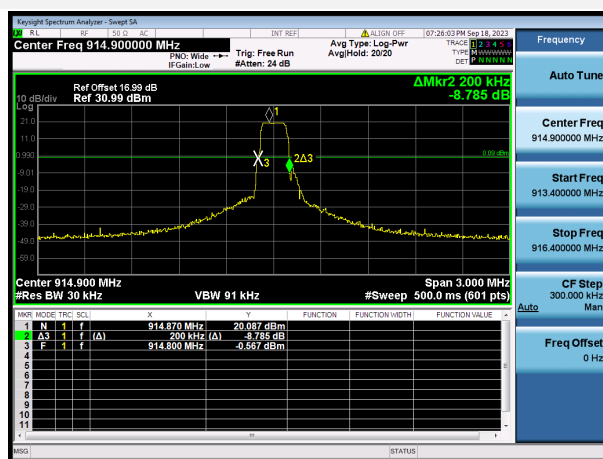 Keysight Spectrum Analyzer - Swept SA
RL RF 50 Ω AC INT REF ALIGN OFF 07:26:03 PM Sep 18, 2023
Center Freq 914.900000 MHz
PNO: Wide
IFGain:Low
Trig: Free Run
#Atten: 24 dB
Avg Type: Log-Pwr
Avg|Hold: 20/20
TRACE 1 2 3 4 5 6
TYPE M WWWWW
DET P NNNNN
Ref Offset 16.99 dB
10 dB/div Ref 30.99 dBm
Log
ΔMkr2 200 kHz
-8.785 dB
21.0
11.0
0.990
-9.01
-19.0
-29.0
-39.0
-49.0
-59.0
1
3
2Δ3
0.09 dBm
Center 914.900 MHz Span 3.000 MHz
#Res BW 30 kHz VBW 91 kHz #Sweep 500.0 ms (601 pts)
MKR MODE TRC SCL X Y FUNCTION FUNCTION WIDTH FUNCTION VALUE
1 N 1 f 914.870 MHz 20.087 dBm
2 Δ3 1 f (Δ) 200 kHz (Δ) -8.785 dB
3 F 1 f 914.800 MHz -0.567 dBm
4
5
6
7
8
9
10
11
MSG STATUS
Frequency
Auto Tune
Center Freq
914.900000 MHz
Start Freq
913.400000 MHz
Stop Freq
916.400000 MHz
CF Step
300.000 kHz
Auto Man
Freq Offset
0 Hz